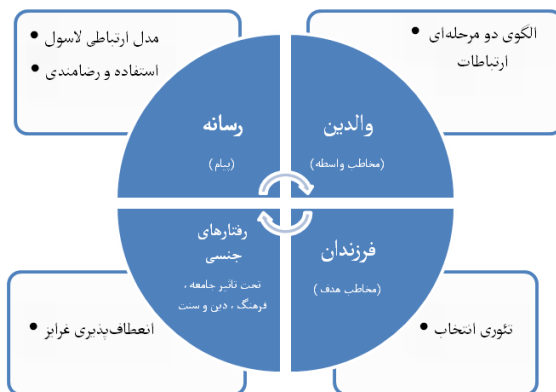 الگوی دو مرحله‌ای
ارتباطات
مدل ارتباطی لاسول
استفاده و رضامندی
والدین
(مخاطب واسطه)
رسانه
(پیام)
فرزندان
(مخاطب هدف)
رفتارهای
جنسی
تحت تاثیر جامعه ،
فرهنگ ، دین و سنت
تئوری انتخاب
انعطاف‌پذیری غرایز